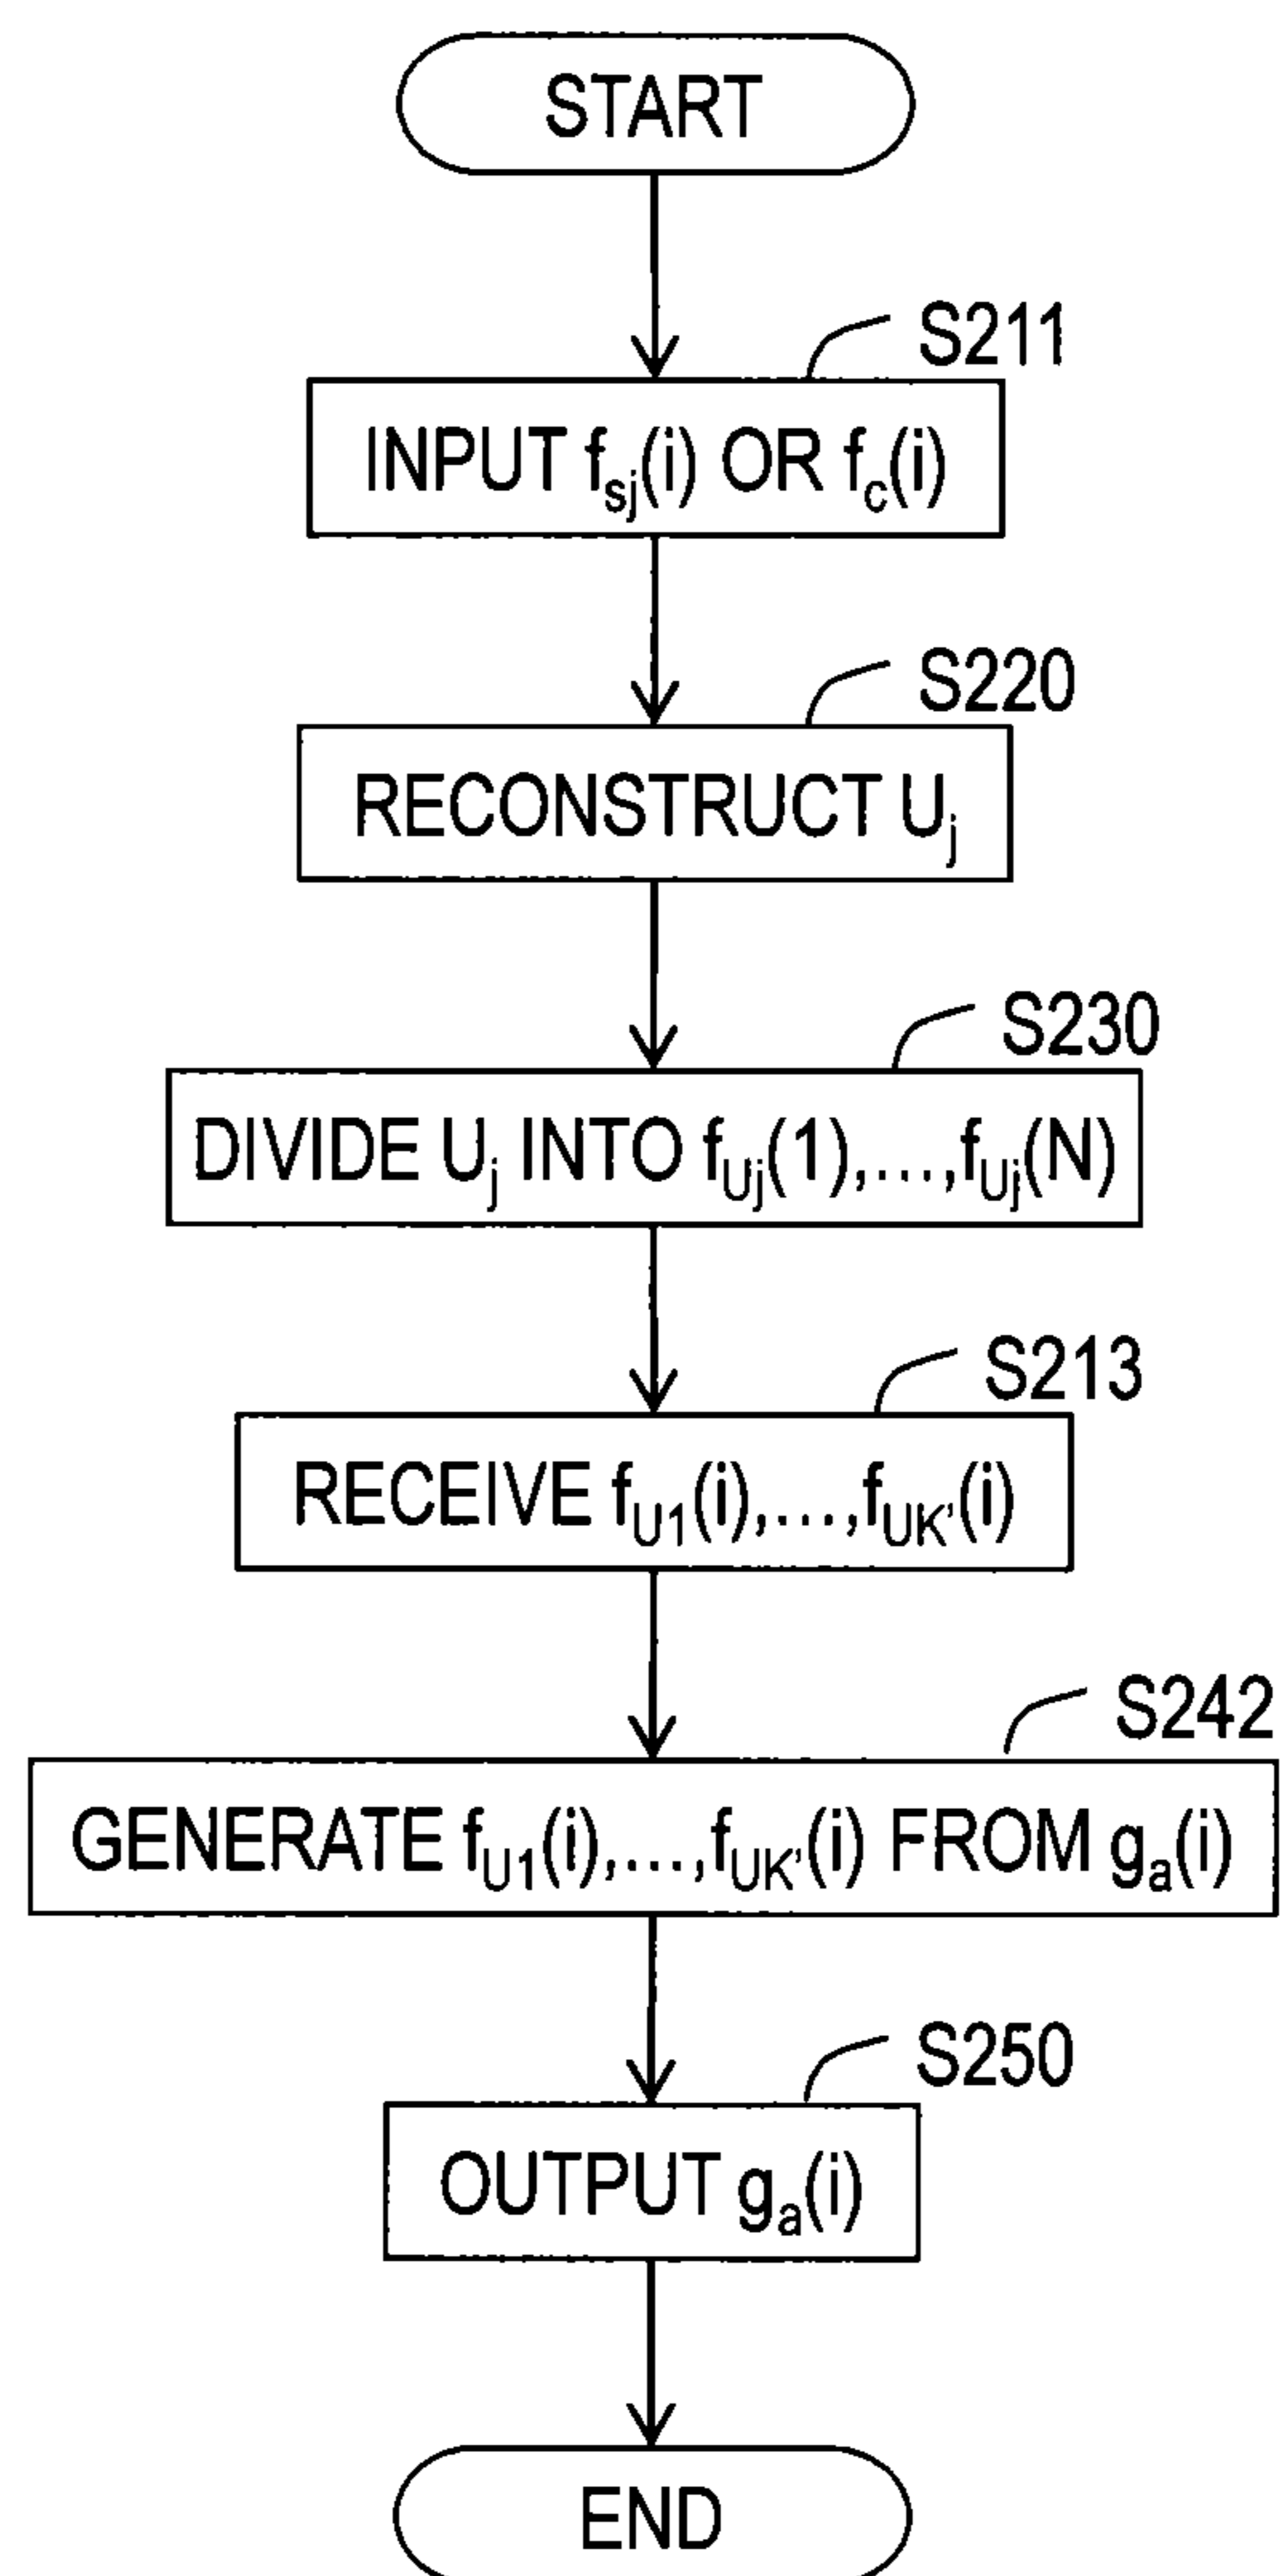 START
S211
INPUT f_sj(i) OR f_c(i)
S220
RECONSTRUCT U_j
S230
DIVIDE U_j INTO f_Uj(1),...,f_Uj(N)
S213
RECEIVE f_U1(i),...,f_UK'(i)
S242
GENERATE f_U1(i),...,f_UK'(i) FROM g_a(i)
S250
OUTPUT g_a(i)
END